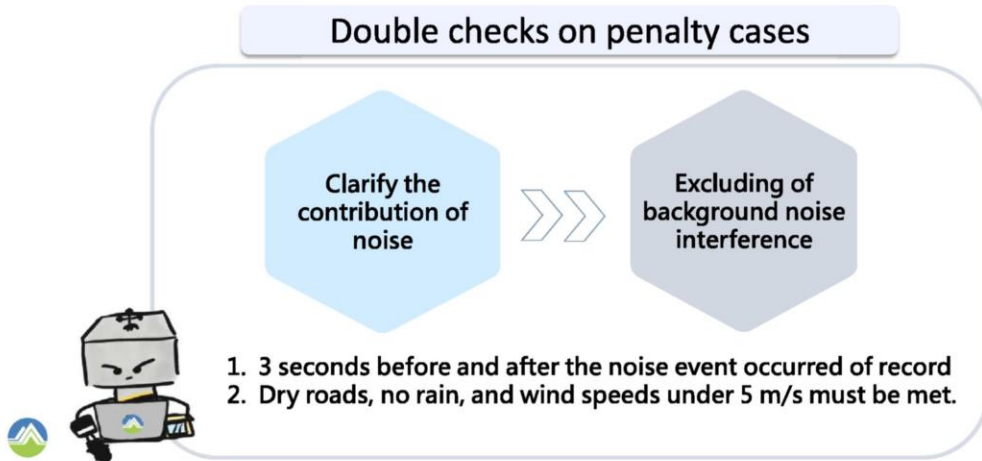 Double checks on penalty cases
Clarify the
contribution of
noise
Excluding of
background noise
interference
1. 3 seconds before and after the noise event occurred of record
2. Dry roads, no rain, and wind speeds under 5 m/s must be met.